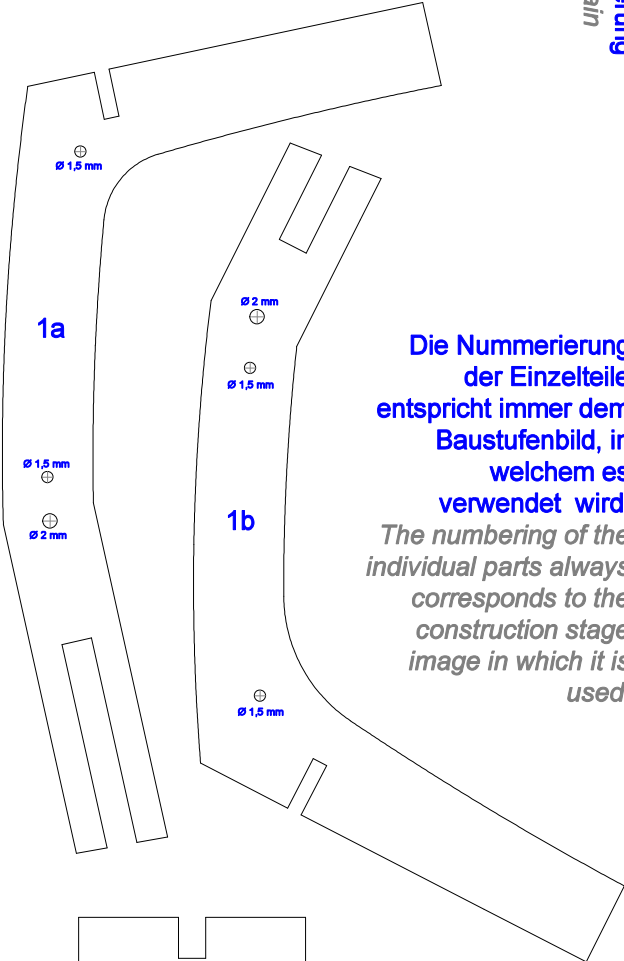 Ø 1,5 mm
1a
Ø 1,5 mm
Ø 2 mm
Ø 2 mm
Ø 1,5 mm
1b
Ø 1,5 mm
Die Nummerierung
der Einzelteile
entspricht immer dem
Baustufenbild, in
welchem es
verwendet wird
The numbering of the
individual parts always
corresponds to the
construction stage
image in which it is
used